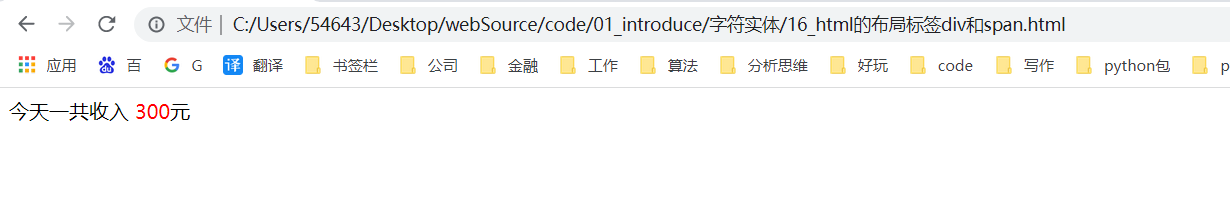 文件 | C:/Users/54643/Desktop/webSource/code/01_introduce/字符实体/16_html的布局标签div和span.html
应用 百 G 译 翻译 书签栏 公司 金融 工作 算法 分析思维 好玩 code 写作 python包 p
今天一共收入 300元